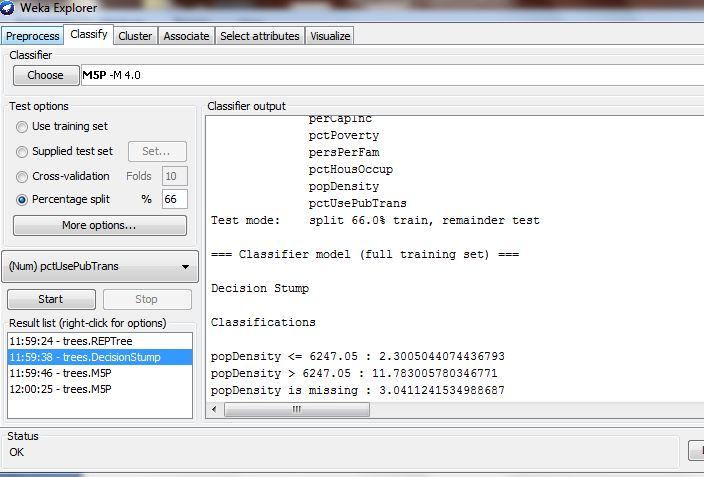 Weka Explorer
Preprocess Classify Cluster Associate Select attributes Visualize
Classifier
Choose M5P -M 4.0
Test options
Use training set
Supplied test set Set...
Cross-validation Folds 10
Percentage split % 66
More options...
(Num) pctUsePubTrans
Start Stop
Result list (right-click for options)
11:59:24 - trees.REPTree
11:59:38 - trees.DecisionStump
11:59:46 - trees.M5P
12:00:25 - trees.M5P
Classifier output
perCapInc
pctPoverty
persPerFam
pctHousOccup
popDensity
pctUsePubTrans
Test mode: split 66.0% train, remainder test
=== Classifier model (full training set) ===
Decision Stump
Classifications
popDensity <= 6247.05 : 2.3005044074436793
popDensity > 6247.05 : 11.783005780346771
popDensity is missing : 3.0411241534988687
Status
OK